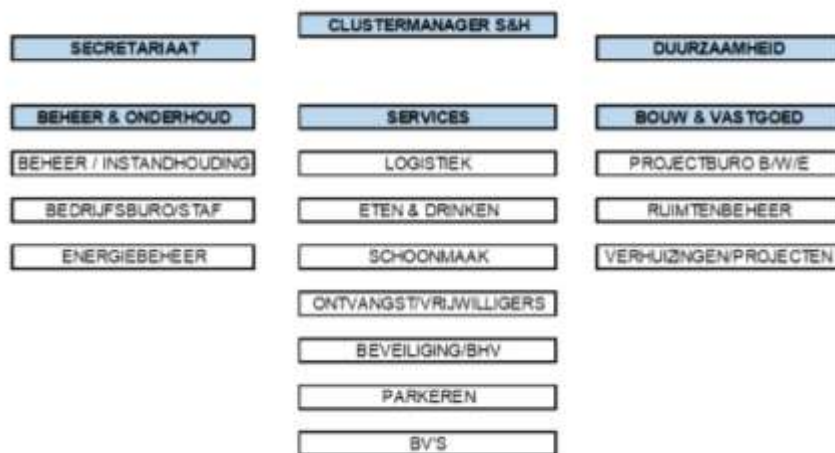 CLUSTERMANAGER S&H
SECRETARIAAT
DUURZAAMHEID
BEHEER & ONDERHOUD
SERVICES
BOUW & VASTGOED
BEHEER / INSTANDHOUDING
LOGISTIEK
PROJECTBURO B/W/E
BEDRIJFSBURO/STAF
ETEN & DRINKEN
RUIMTENBEHEER
ENERGIEBEHEER
SCHOONMAAK
VERHUIZINGEN/PROJECTEN
ONTVANGST/VRIJWILLIGERS
BEVEILIGING/BHV
PARKEREN
BV'S